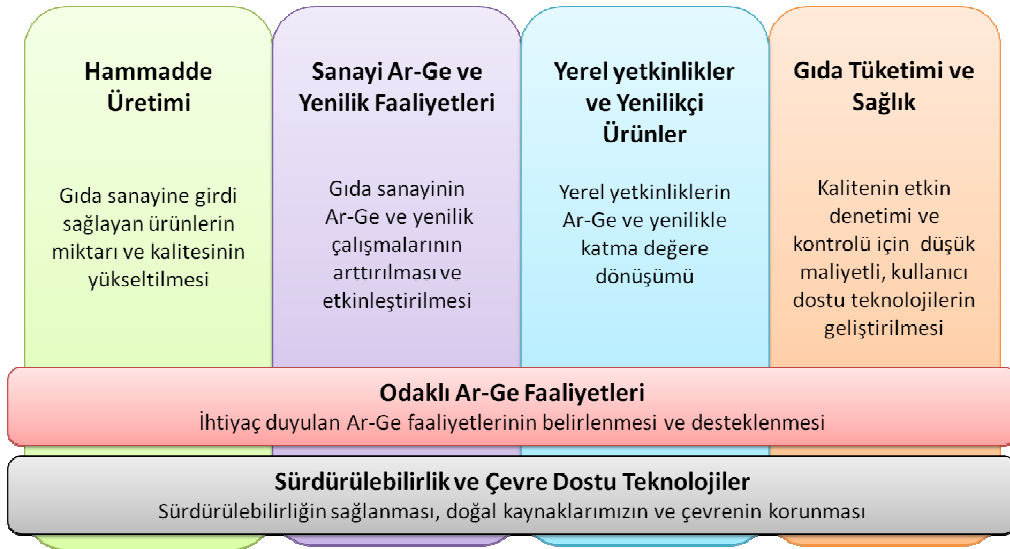 Hammadde
Üretimi
Gıda sanayine girdi
sağlayan ürünlerin
miktarı ve kalitesinin
yükseltilmesi
Sanayi Ar-Ge ve
Yenilik Faaliyetleri
Gıda sanayinin
Ar-Ge ve yenilik
çalışmalarının
arttırılması ve
etkinleştirilmesi
Yerel yetkinlikler
ve Yenilikçi
Ürünler
Yerel yetkinliklerin
Ar-Ge ve yenilikle
katma değere
dönüşümü
Gıda Tüketimi ve
Sağlık
Kalitenin etkin
denetimi ve
kontrolü için düşük
maliyetli, kullanıcı
dostu teknolojilerin
geliştirilmesi
Odaklı Ar-Ge Faaliyetleri
İhtiyaç duyulan Ar-Ge faaliyetlerinin belirlenmesi ve desteklenmesi
Sürdürülebilirlik ve Çevre Dostu Teknolojiler
Sürdürülebilirliğin sağlanması, doğal kaynaklarımızın ve çevrenin korunması